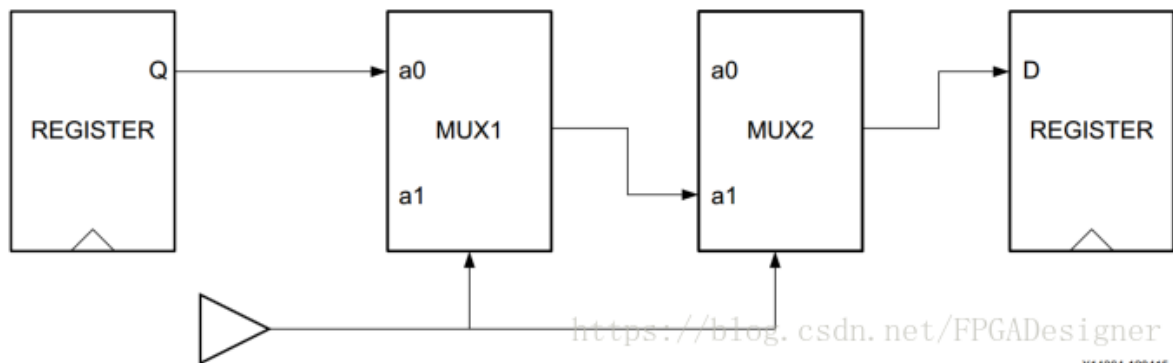 Q
REGISTER
a0
MUX1
a1
a0
MUX2
a1
D
REGISTER
https://blog.csdn.net/FPGADesigner